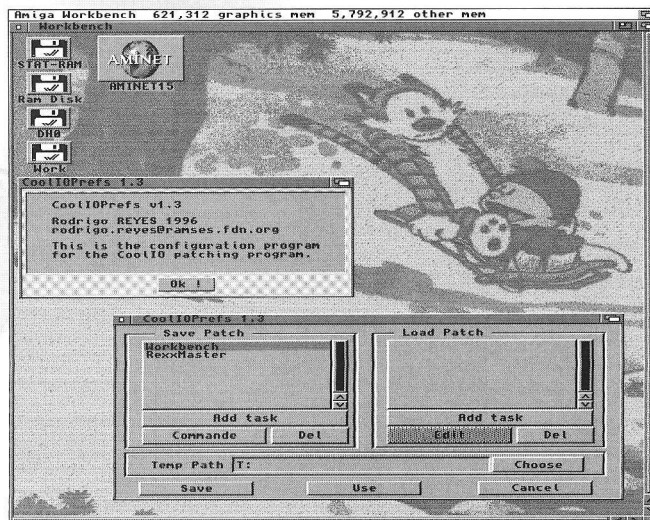 Amiga Workbench 621,312 graphics mem 5,792,912 other mem
Workbench
STAT-RAM
AMINET
AMINET15
Ram Disk
DH0
Work
CoolIOPrefs 1.3
CoolIOPrefs v1.3
Rodrigo REYES 1996
rodrigo.reyes@ramses.fdn.org
This is the configuration program
for the CoolIO patching program.
Ok !
CoolIOPrefs 1.3
Save Patch
Load Patch
Workbench
RexxMaster
Add task
Add task
Commande
Del
Edit
Del
Temp Path T:
Choose
Save
Use
Cancel